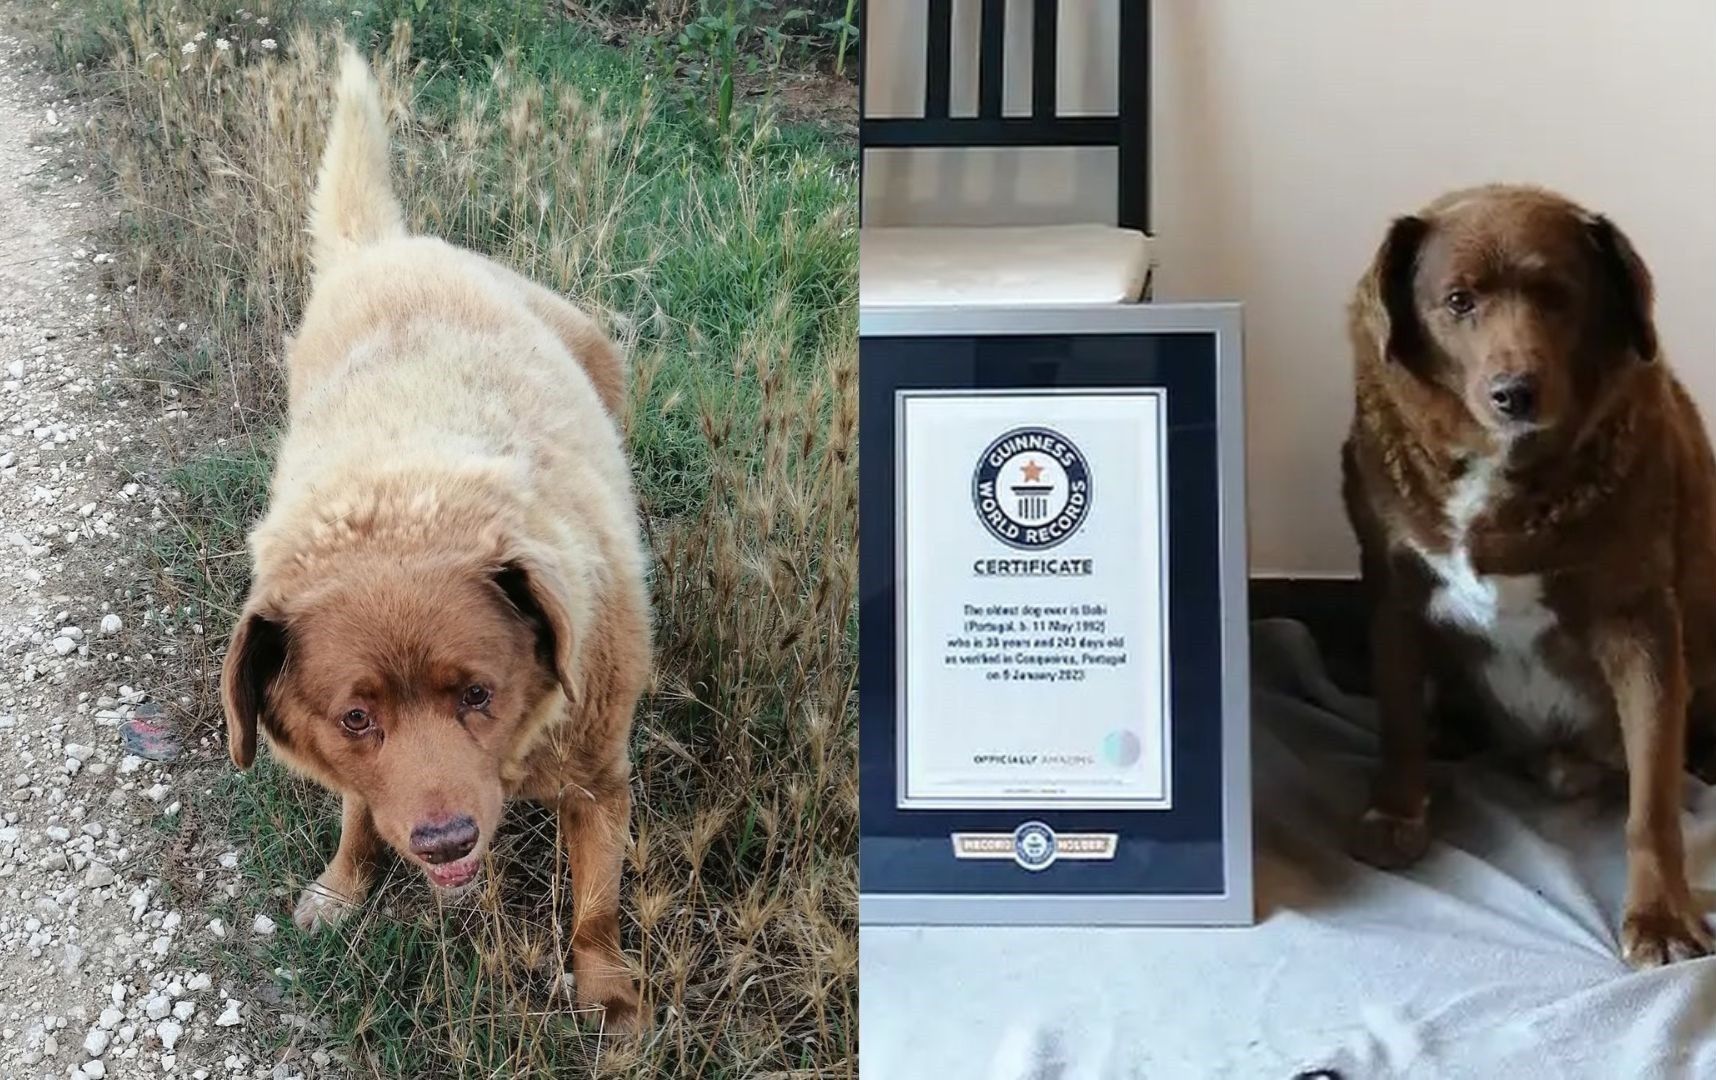 GUINNESS
WORLD RECORDS
CERTIFICATE
The oldest dog ever is Bobi
(Portugal, b. 11 May 1992)
who is 30 years and 243 days old
as verified in Conqueiros, Portugal
on 9 January 2023
OFFICIALLY AMAZING
RECORD HOLDER